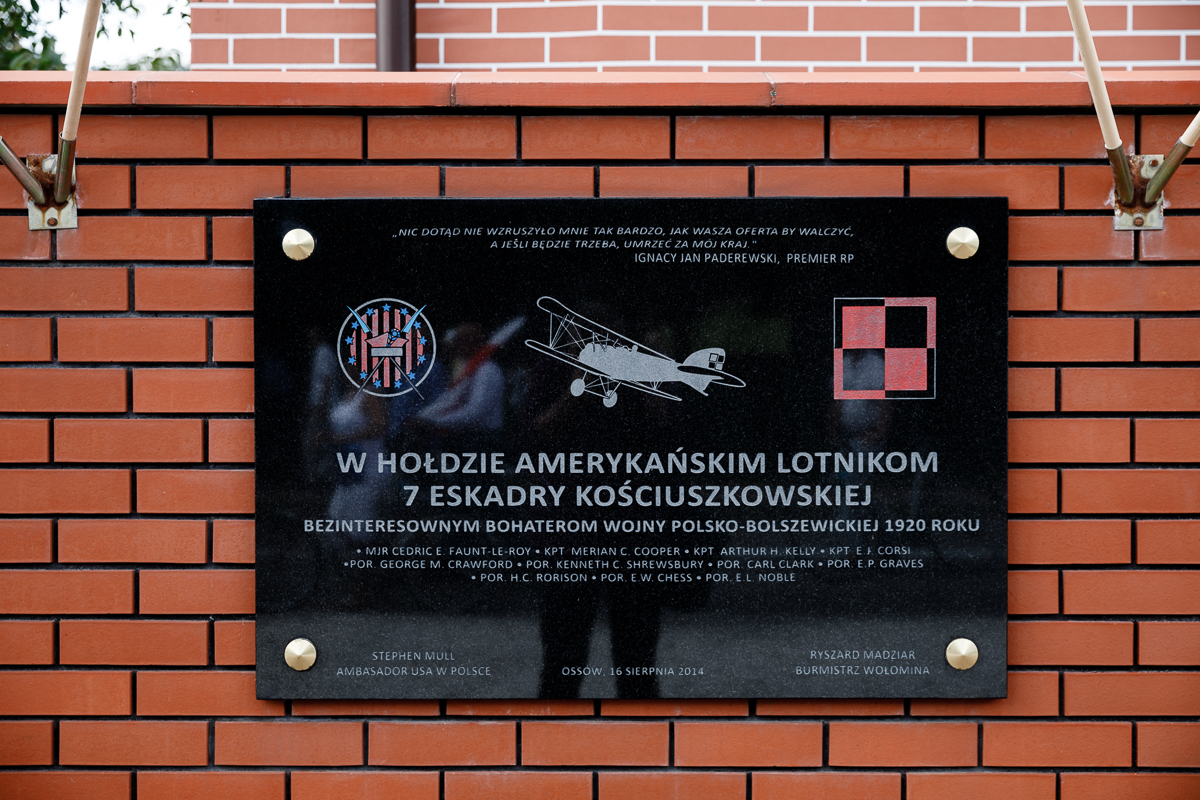 „NIC DOTĄD NIE WZRUSZYŁO MNIE TAK BARDZO, JAK WASZA OFERTA BY WALCZYĆ,
A JEŚLI BĘDZIE TRZEBA, UMRZEĆ ZA MÓJ KRAJ."
IGNACY JAN PADEREWSKI, PREMIER RP
W HOŁDZIE AMERYKAŃSKIM LOTNIKOM
7 ESKADRY KOŚCIUSZKOWSKIEJ
BEZINTERESOWNYM BOHATEROM WOJNY POLSKO-BOLSZEWICKIEJ 1920 ROKU
• MJR CEDRIC E. FAUNT-LE-ROY • KPT. MERIAN C. COOPER • KPT. ARTHUR H. KELLY • KPT. E.J. CORSI
•POR. GEORGE M. CRAWFORD • POR. KENNETH C. SHREWSBURY • POR. CARL CLARK • POR. E.P. GRAVES
• POR. H.C. RORISON • POR. E.W. CHESS • POR. E.L. NOBLE
STEPHEN MULL
AMBASADOR USA W POLSCE
OSSÓW, 16 SIERPNIA 2014
RYSZARD MADZIAR
BURMISTRZ WOŁOMINA